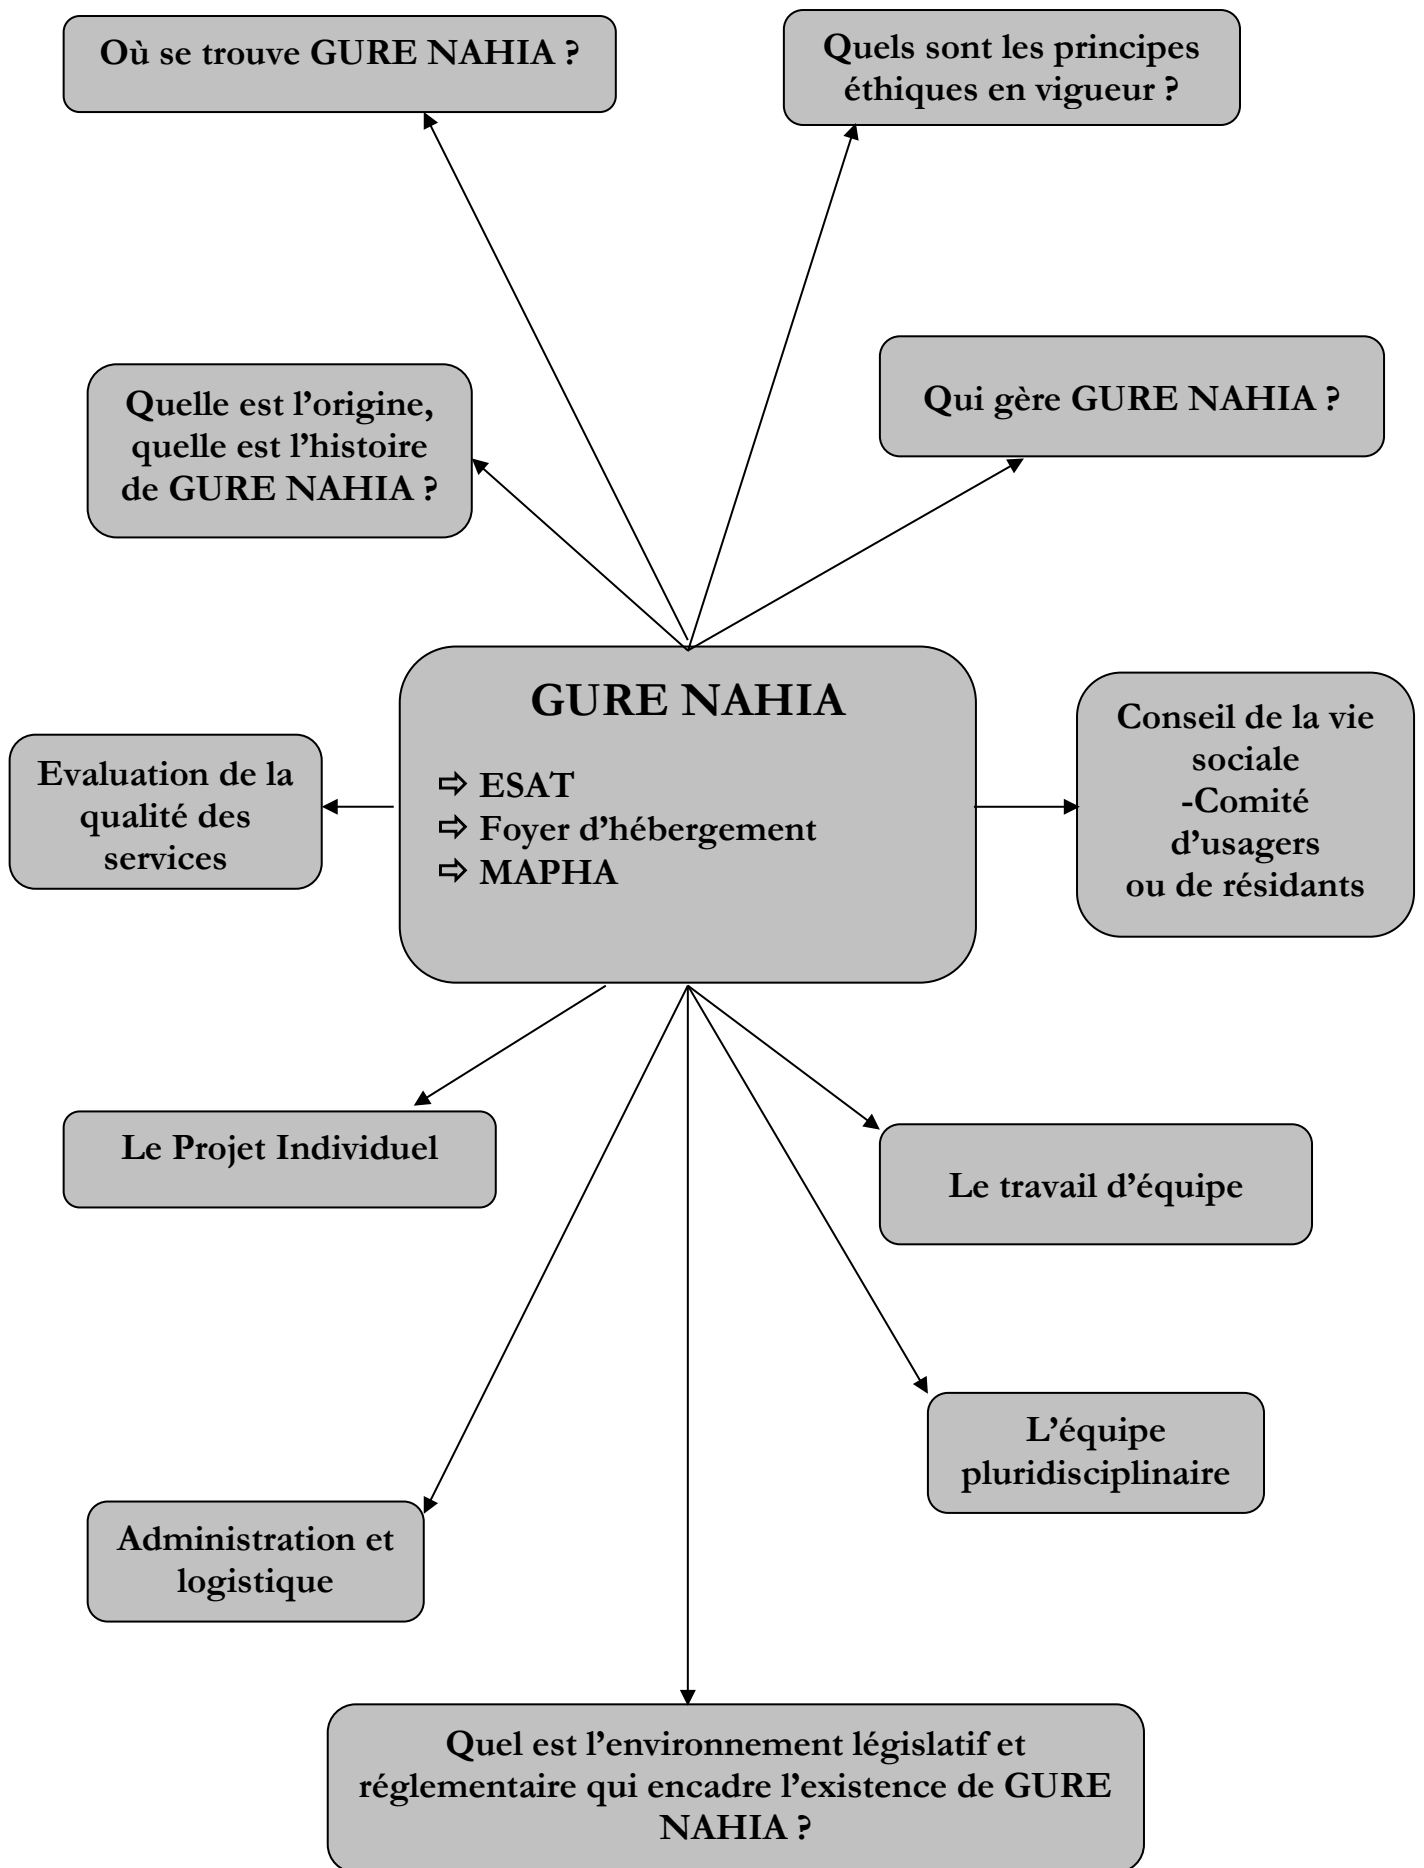 Où se trouve GURE NAHIA ?
Quels sont les principes
éthiques en vigueur ?
Quelle est l’origine,
quelle est l’histoire
de GURE NAHIA ?
Qui gère GURE NAHIA ?
GURE NAHIA
⇨ ESAT
⇨ Foyer d’hébergement
⇨ MAPHA
Evaluation de la
qualité des
services
Conseil de la vie
sociale
-Comité
d’usagers
ou de résidants
Le Projet Individuel
Le travail d’équipe
L’équipe
pluridisciplinaire
Administration et
logistique
Quel est l’environnement législatif et
réglementaire qui encadre l’existence de GURE
NAHIA ?